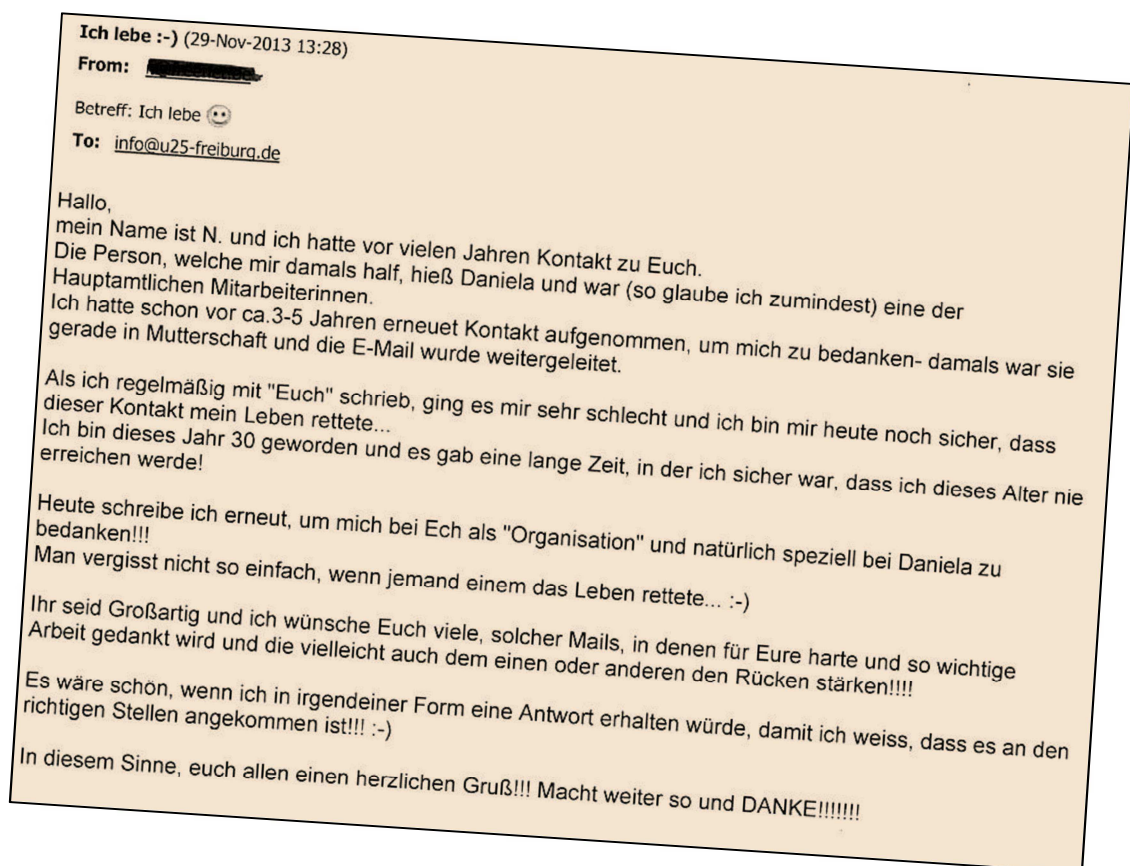 Ich lebe :-) (29-Nov-2013 13:28)
From:
Betreff: Ich lebe
To: info@u25-freiburg.de
Hallo,
mein Name ist N. und ich hatte vor vielen Jahren Kontakt zu Euch.
Die Person, welche mir damals half, hieß Daniela und war (so glaube ich zumindest) eine der
Hauptamtlichen Mitarbeiterinnen.
Ich hatte schon vor ca.3-5 Jahren erneuet Kontakt aufgenommen, um mich zu bedanken- damals war sie
gerade in Mutterschaft und die E-Mail wurde weitergeleitet.
Als ich regelmäßig mit "Euch" schrieb, ging es mir sehr schlecht und ich bin mir heute noch sicher, dass
dieser Kontakt mein Leben rettete...
Ich bin dieses Jahr 30 geworden und es gab eine lange Zeit, in der ich sicher war, dass ich dieses Alter nie
erreichen werde!
Heute schreibe ich erneut, um mich bei Ech als "Organisation" und natürlich speziell bei Daniela zu
bedanken!!!
Man vergisst nicht so einfach, wenn jemand einem das Leben rettete... :-)
Ihr seid Großartig und ich wünsche Euch viele, solcher Mails, in denen für Eure harte und so wichtige
Arbeit gedankt wird und die vielleicht auch dem einen oder anderen den Rücken stärken!!!!
Es wäre schön, wenn ich in irgendeiner Form eine Antwort erhalten würde, damit ich weiss, dass es an den
richtigen Stellen angekommen ist!!! :-)
In diesem Sinne, euch allen einen herzlichen Gruß!!! Macht weiter so und DANKE!!!!!!!